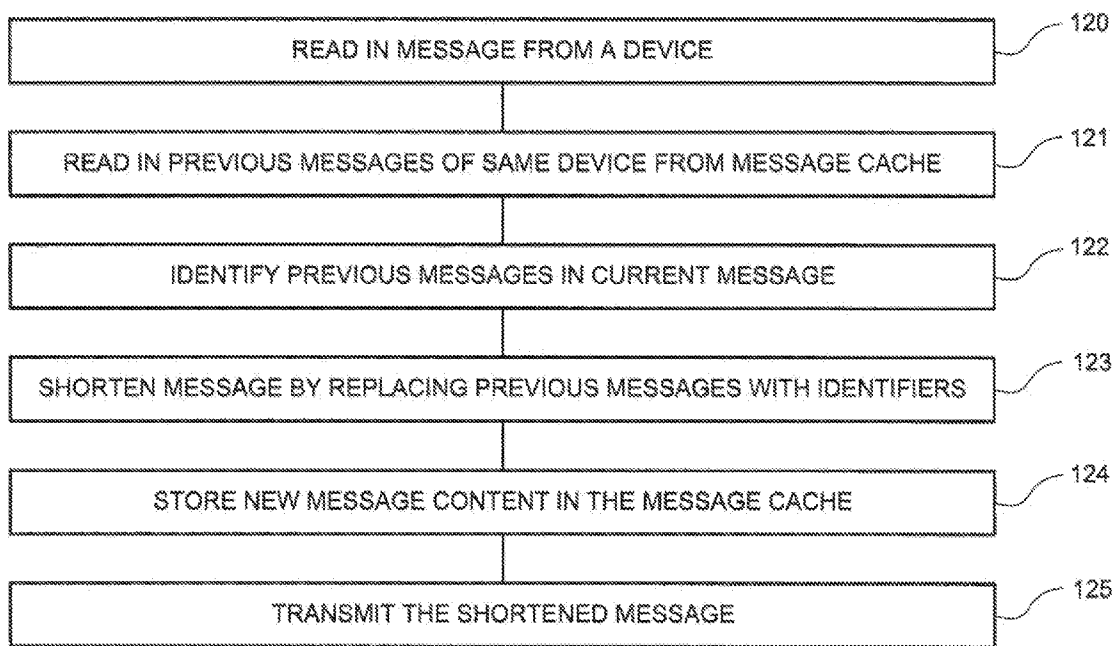 READ IN MESSAGE FROM A DEVICE
120
READ IN PREVIOUS MESSAGES OF SAME DEVICE FROM MESSAGE CACHE
121
IDENTIFY PREVIOUS MESSAGES IN CURRENT MESSAGE
122
SHORTEN MESSAGE BY REPLACING PREVIOUS MESSAGES WITH IDENTIFIERS
123
STORE NEW MESSAGE CONTENT IN THE MESSAGE CACHE
124
TRANSMIT THE SHORTENED MESSAGE
125